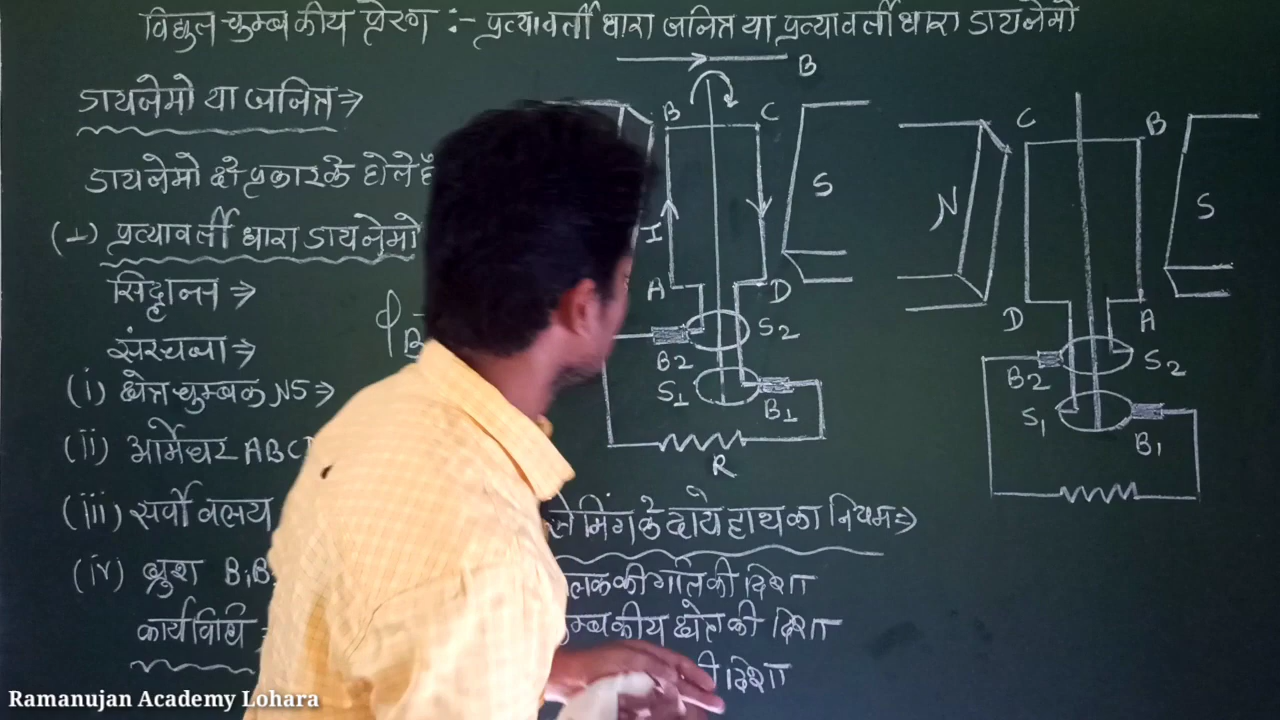 विद्युत चुम्बकीय प्रेरण :- प्रत्यावर्ती धारा जनित्र या प्रत्यावर्ती धारा डायनेमो
डायनेमो या जनित्र ⇒
डायनेमो दो प्रकार के होते हैं
(1) प्रत्यावर्ती धारा डायनेमो
सिद्धान्त ⇒
संरचना ⇒
(i) क्षेत्र चुम्बक NS ⇒
(ii) आर्मेचर ABC
(iii) सर्पी वलय
(iv) ब्रुश B1B
कार्यविधि
B
B C
S
I
A D
ϕ
B
S2
B2
S1
B1
R
C B
N S
D A
S2
B2
S1
B1
मिंग के दायें हाथ का नियम ⇒
लक की गति की दिशा
म्बकीय क्षेत्र की दिशा
की दिशा
Ramanujan Academy Lohara